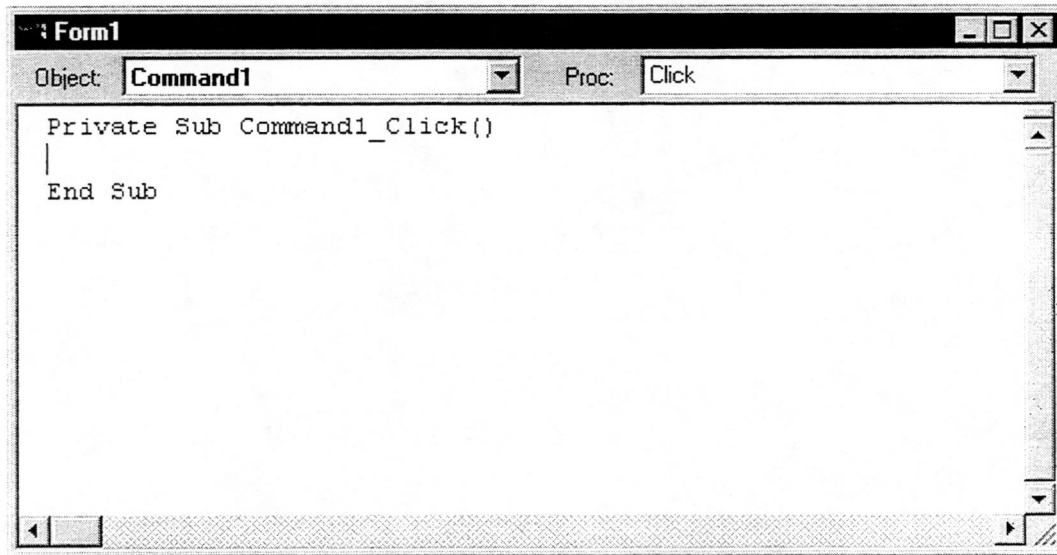 Form1
Object: Command1 Proc: Click
Private Sub Command1_Click()
End Sub